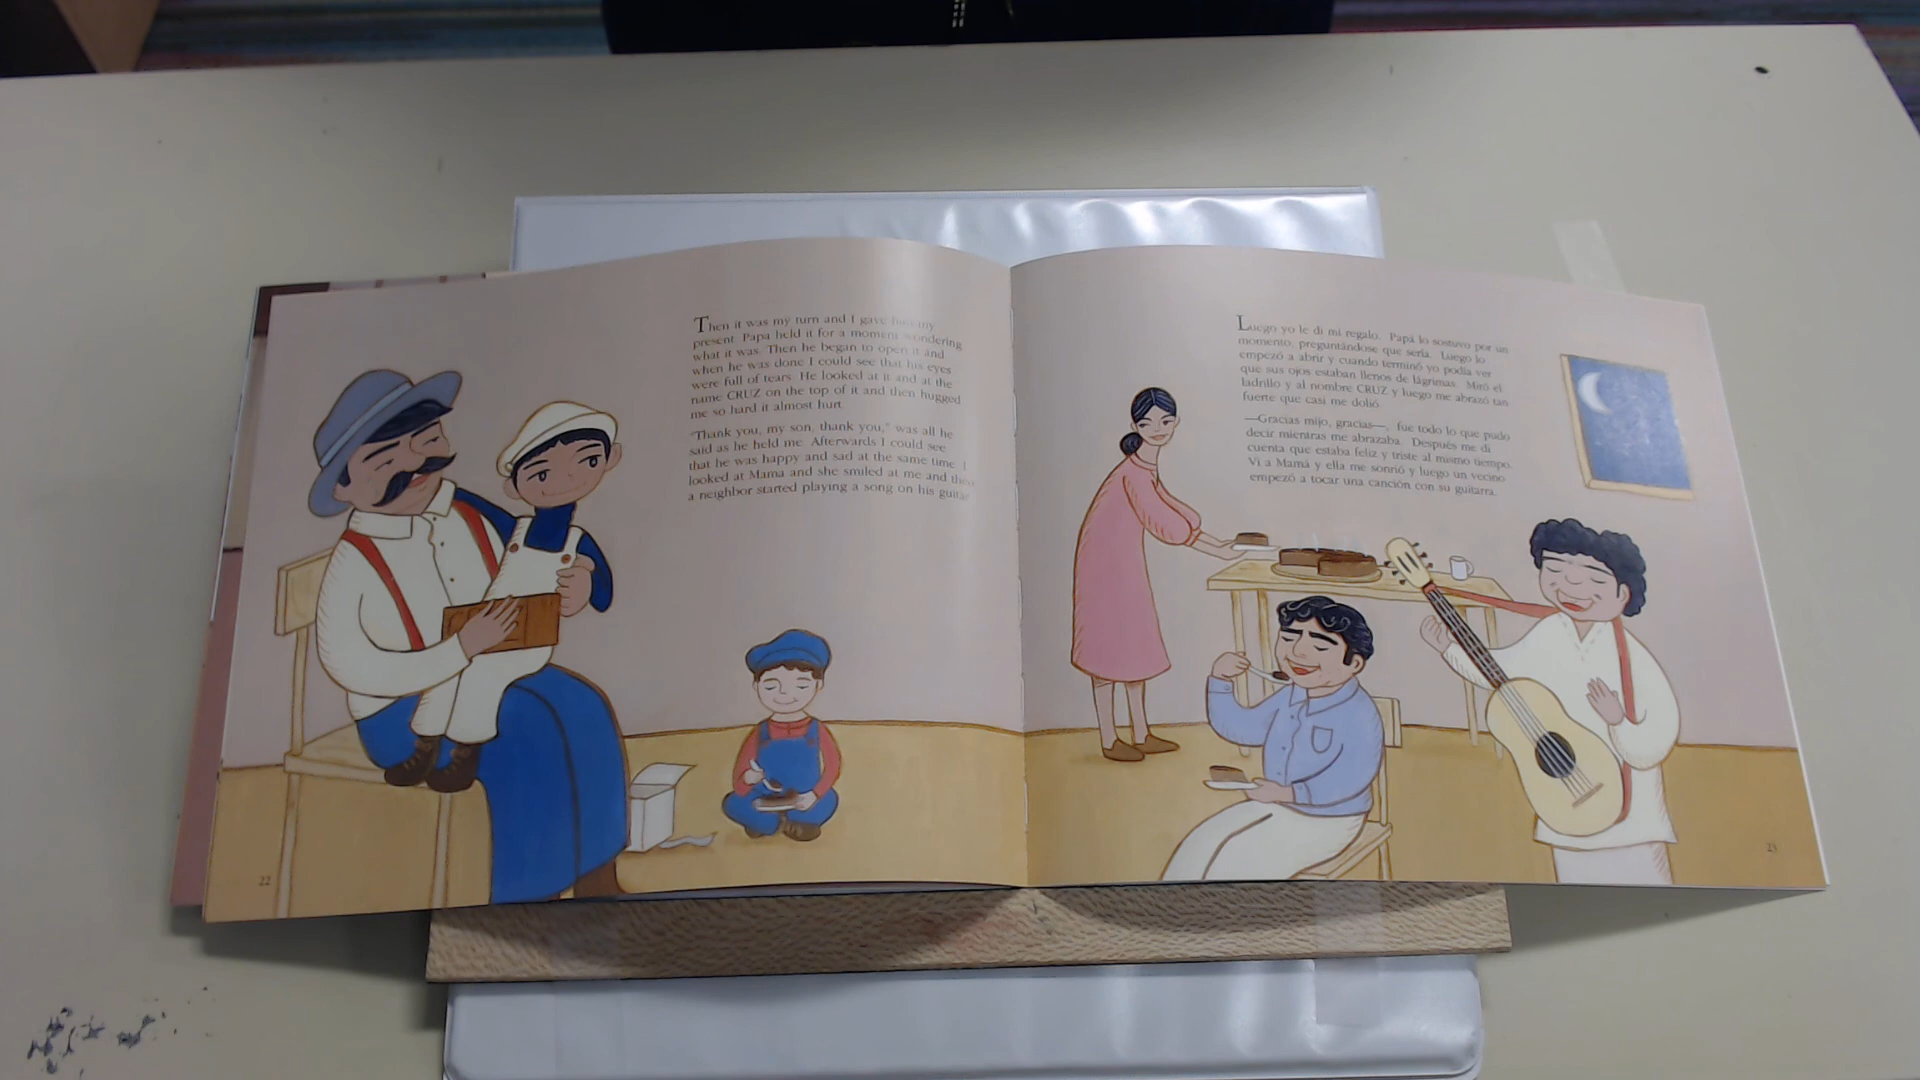 Then it was my turn and I gave him my
present. Papa held it for a moment wondering
what it was. Then he began to open it and
when he was done I could see that his eyes
were full of tears. He looked at it and at the
name CRUZ on the top of it and then hugged
me so hard it almost hurt.
"Thank you, my son, thank you," was all he
said as he held me. Afterwards I could see
that he was happy and sad at the same time. I
looked at Mama and she smiled at me and then
a neighbor started playing a song on his guitar.
22
Luego yo le di mi regalo. Papá lo sostuvo por un
momento, preguntándose que sería. Luego lo
empezó a abrir y cuando terminó yo podía ver
que sus ojos estaban llenos de lágrimas. Miró el
ladrillo y al nombre CRUZ y luego me abrazó tan
fuerte que casi me dolió.
—Gracias mijo, gracias—, fue todo lo que pudo
decir mientras me abrazaba. Después me di
cuenta que estaba feliz y triste al mismo tiempo.
Vi a Mamá y ella me sonrió y luego un vecino
empezó a tocar una canción con su guitarra.
23